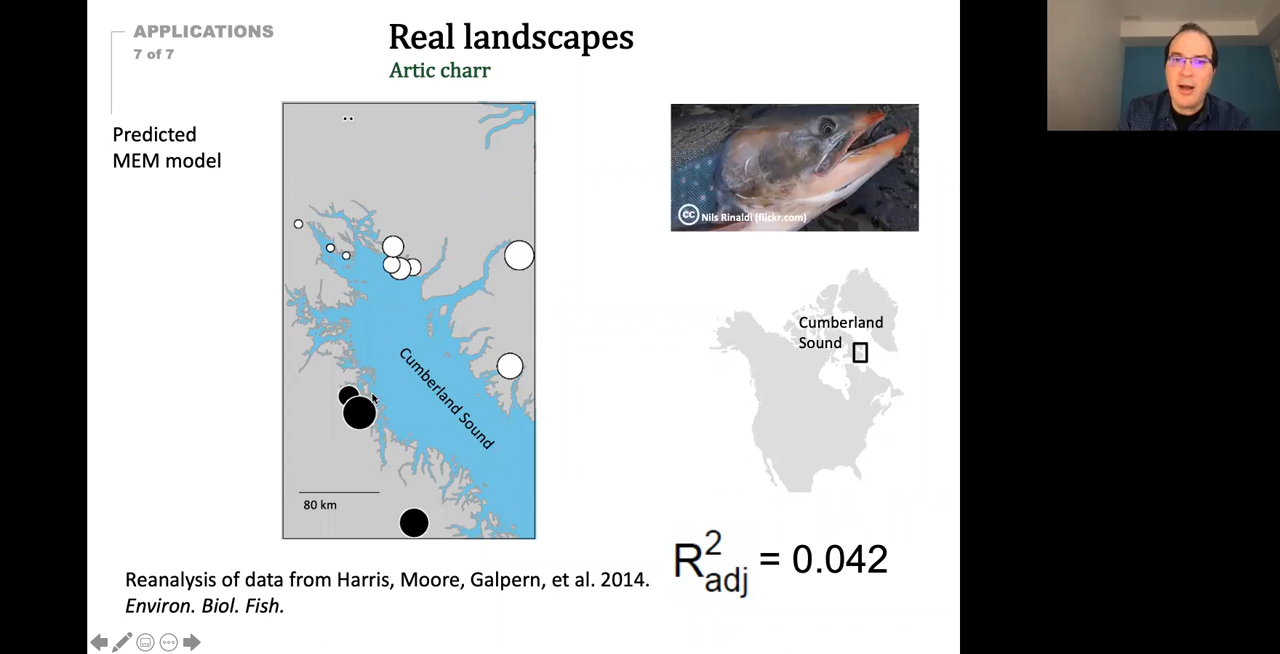 APPLICATIONS
7 of 7
Real landscapes
Artic charr
Predicted
MEM model
Cumberland Sound
80 km
cc Nils Rinaldi (flickr.com)
Cumberland
Sound
R²adj = 0.042
Reanalysis of data from Harris, Moore, Galpern, et al. 2014.
Environ. Biol. Fish.